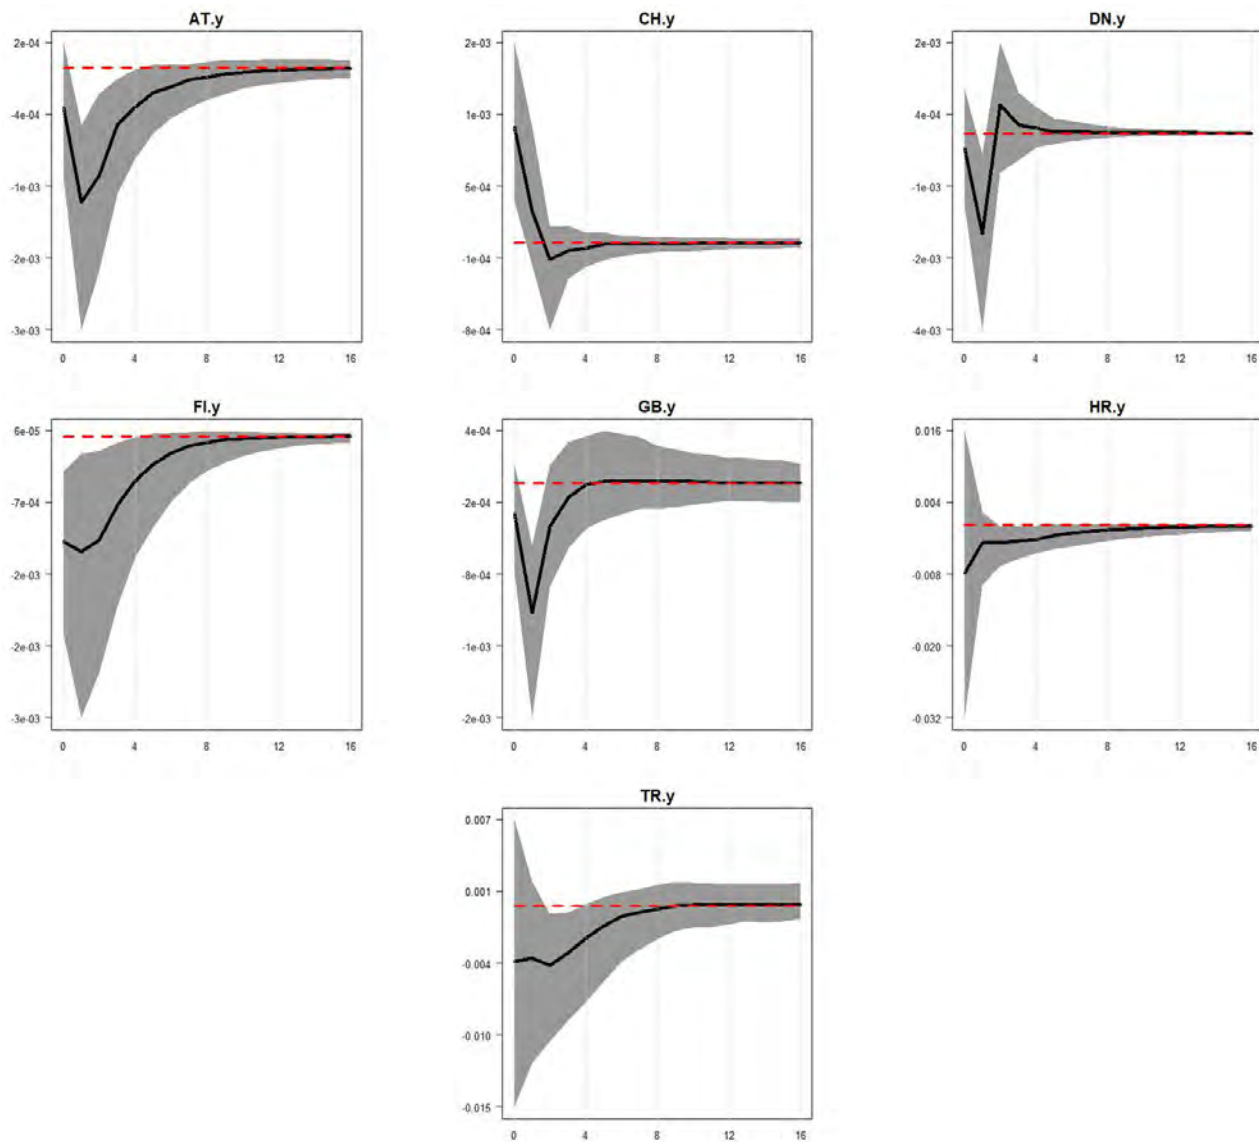 AT.y
CH.y
DN.y
2e-04
-4e-04
-1e-03
-2e-03
-3e-03
0 4 8 12 16
2e-03
1e-03
5e-04
-1e-04
-8e-04
0 4 8 12 16
2e-03
4e-04
-1e-03
-2e-03
-4e-03
0 4 8 12 16
FI.y
GB.y
HR.y
6e-05
-7e-04
-2e-03
-2e-03
-3e-03
0 4 8 12 16
4e-04
-2e-04
-8e-04
-1e-03
-2e-03
0 4 8 12 16
0.016
0.004
-0.008
-0.020
-0.032
0 4 8 12 16
TR.y
0.007
0.001
-0.004
-0.010
-0.015
0 4 8 12 16